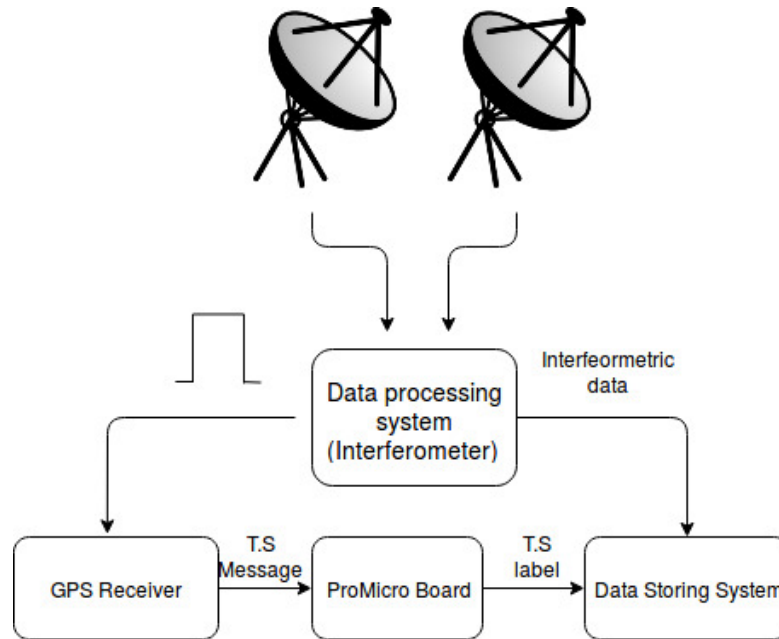 Interfeormetric
data
Data processing
system
(Interferometer)
T.S
Message
T.S
label
GPS Receiver
ProMicro Board
Data Storing System